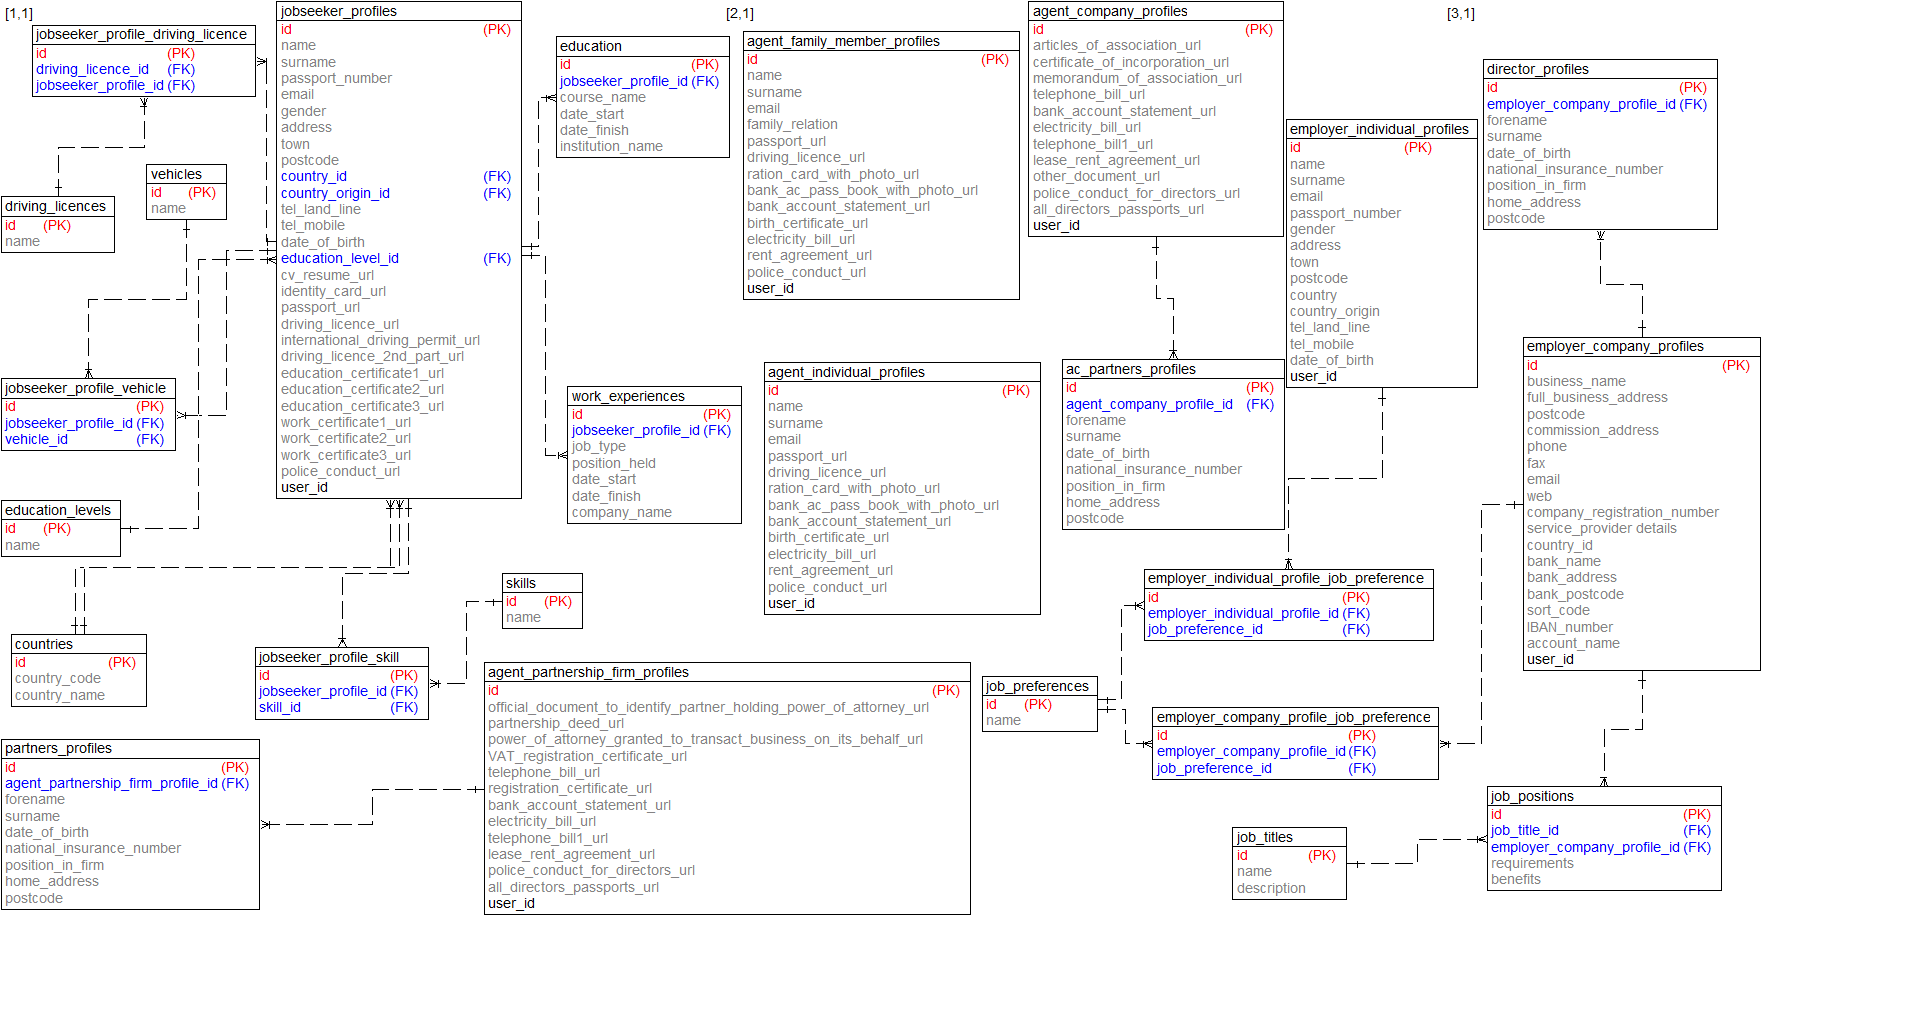 [1,1]
[2,1]
[3,1]
jobseeker_profile_driving_licence
id (PK)
driving_licence_id (FK)
jobseeker_profile_id (FK)
driving_licences
id (PK)
name
vehicles
id (PK)
name
jobseeker_profile_vehicle
id (PK)
jobseeker_profile_id (FK)
vehicle_id (FK)
education_levels
id (PK)
name
countries
id (PK)
country_code
country_name
partners_profiles
id (PK)
agent_partnership_firm_profile_id (FK)
forename
surname
date_of_birth
national_insurance_number
position_in_firm
home_address
postcode
jobseeker_profiles
id (PK)
name
surname
passport_number
email
gender
address
town
postcode
country_id (FK)
country_origin_id (FK)
tel_land_line
tel_mobile
date_of_birth
education_level_id (FK)
cv_resume_url
identity_card_url
passport_url
driving_licence_url
international_driving_permit_url
driving_licence_2nd_part_url
education_certificate1_url
education_certificate2_url
education_certificate3_url
work_certificate1_url
work_certificate2_url
work_certificate3_url
police_conduct_url
user_id
jobseeker_profile_skill
id (PK)
jobseeker_profile_id (FK)
skill_id (FK)
skills
id (PK)
name
education
id (PK)
jobseeker_profile_id (FK)
course_name
date_start
date_finish
institution_name
work_experiences
id (PK)
jobseeker_profile_id (FK)
job_type
position_held
date_start
date_finish
company_name
agent_partnership_firm_profiles
id (PK)
official_document_to_identify_partner_holding_power_of_attorney_url
partnership_deed_url
power_of_attorney_granted_to_transact_business_on_its_behalf_url
VAT_registration_certificate_url
telephone_bill_url
registration_certificate_url
bank_account_statement_url
electricity_bill_url
telephone_bill1_url
lease_rent_agreement_url
police_conduct_for_directors_url
all_directors_passports_url
user_id
agent_family_member_profiles
id (PK)
name
surname
email
family_relation
passport_url
driving_licence_url
ration_card_with_photo_url
bank_ac_pass_book_with_photo_url
bank_account_statement_url
birth_certificate_url
electricity_bill_url
rent_agreement_url
police_conduct_url
user_id
agent_individual_profiles
id (PK)
name
surname
email
passport_url
driving_licence_url
ration_card_with_photo_url
bank_ac_pass_book_with_photo_url
bank_account_statement_url
birth_certificate_url
electricity_bill_url
rent_agreement_url
police_conduct_url
user_id
agent_company_profiles
id (PK)
articles_of_association_url
certificate_of_incorporation_url
memorandum_of_association_url
telephone_bill_url
bank_account_statement_url
electricity_bill_url
telephone_bill1_url
lease_rent_agreement_url
other_document_url
police_conduct_for_directors_url
all_directors_passports_url
user_id
ac_partners_profiles
id (PK)
agent_company_profile_id (FK)
forename
surname
date_of_birth
national_insurance_number
position_in_firm
home_address
postcode
employer_individual_profiles
id (PK)
name
surname
email
passport_number
gender
address
town
postcode
country
country_origin
tel_land_line
tel_mobile
date_of_birth
user_id
employer_individual_profile_job_preference
id (PK)
employer_individual_profile_id (FK)
job_preference_id (FK)
job_preferences
id (PK)
name
employer_company_profile_job_preference
id (PK)
employer_company_profile_id (FK)
job_preference_id (FK)
job_titles
id (PK)
name
description
director_profiles
id (PK)
employer_company_profile_id (FK)
forename
surname
date_of_birth
national_insurance_number
position_in_firm
home_address
postcode
employer_company_profiles
id (PK)
business_name
full_business_address
postcode
commission_address
phone
fax
email
web
company_registration_number
service_provider details
country_id
bank_name
bank_address
bank_postcode
sort_code
IBAN_number
account_name
user_id
job_positions
id (PK)
job_title_id (FK)
employer_company_profile_id (FK)
requirements
benefits